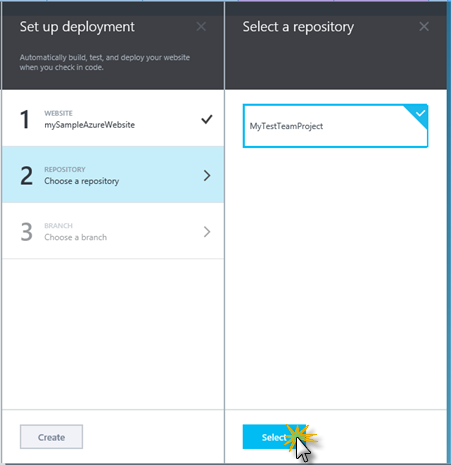 Set up deployment
Automatically build, test, and deploy your website
when you check in code.
1
WEBSITE
mySampleAzureWebsite
2
REPOSITORY
Choose a repository
3
BRANCH
Choose a branch
Create
Select a repository
MyTestTeamProject
Select